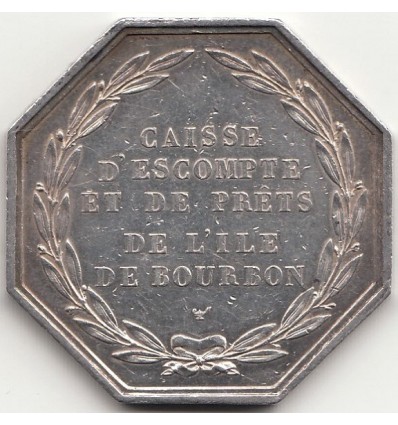 CAISSE
D'ESCOMPTE
ET DE PRÊTS
DE L'ILE
DE BOURBON